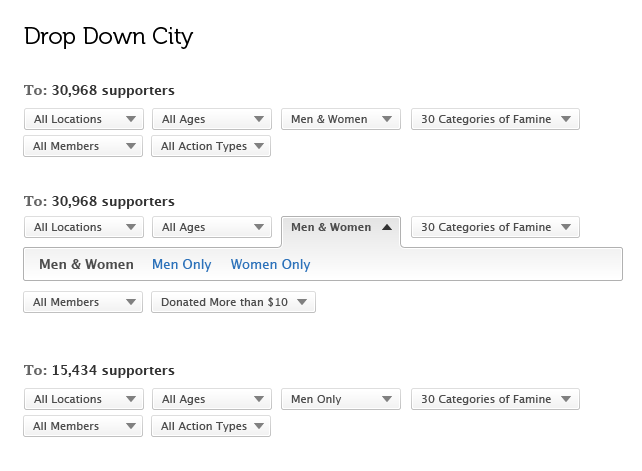 Drop Down City
To: 30,968 supporters
All Locations All Ages Men & Women 30 Categories of Famine
All Members All Action Types
To: 30,968 supporters
All Locations All Ages Men & Women 30 Categories of Famine
Men & Women Men Only Women Only
All Members Donated More than $10
To: 15,434 supporters
All Locations All Ages Men Only 30 Categories of Famine
All Members All Action Types